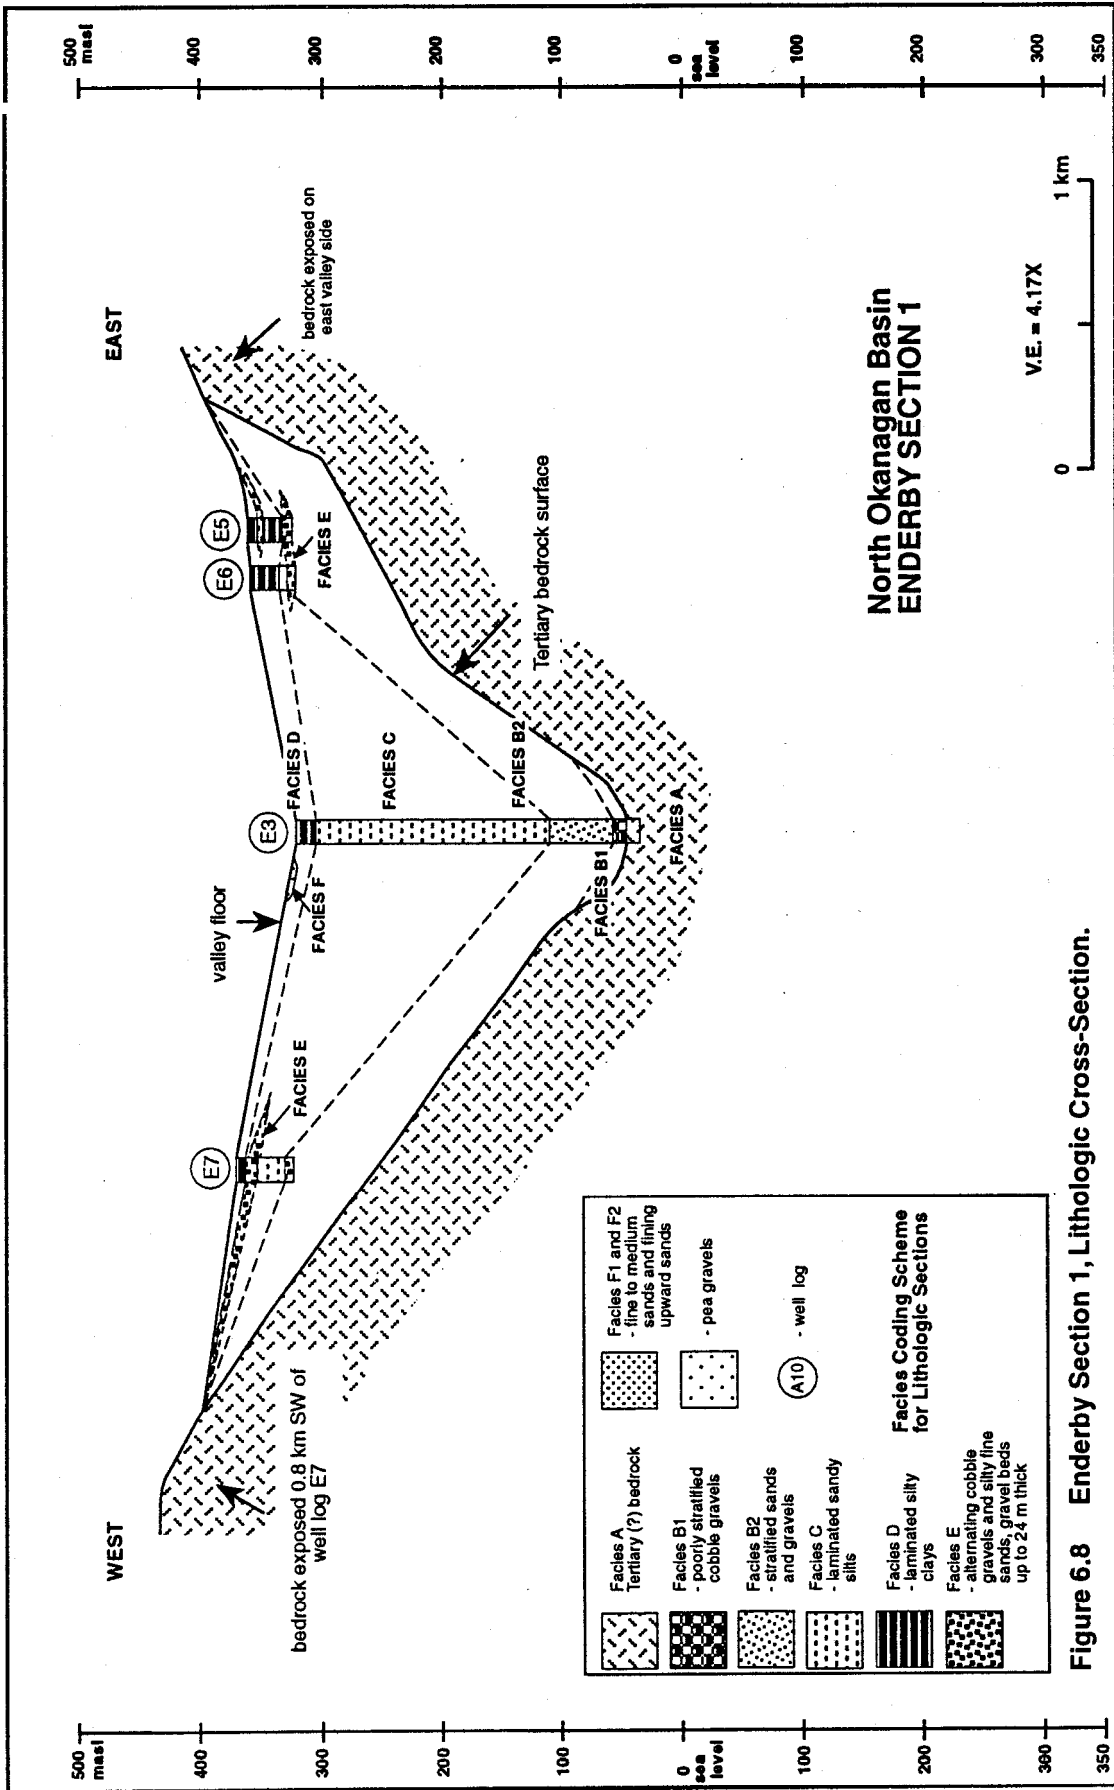 500
masl
400
300
200
100
0
sea
level
100
200
300
350
WEST
EAST
bedrock exposed 0.8 km SW of
well log E7
E7
FACIES E
valley floor
FACIES F
E3
FACIES D
FACIES C
FACIES B2
FACIES B1
FACIES A
E6
E5
FACIES E
Tertiary bedrock surface
bedrock exposed on
east valley side
500
masl
400
300
200
100
0
sea
level
100
200
300
350
North Okanagan Basin
ENDERBY SECTION 1
V.E. = 4.17X
0
1 km
Facies A
Tertiary (?) bedrock
Facies B1
- poorly stratified
cobble gravels
Facies B2
- stratified sands
and gravels
Facies C
- laminated sandy
silts
Facies D
- laminated silty
clays
Facies E
- alternating cobble
gravels and silty fine
sands, gravel beds
up to 24 m thick
Facies F1 and F2
- fine to medium
sands and fining
upward sands
- pea gravels
A10
- well log
Facies Coding Scheme
for Lithologic Sections
Figure 6.8 Enderby Section 1, Lithologic Cross-Section.